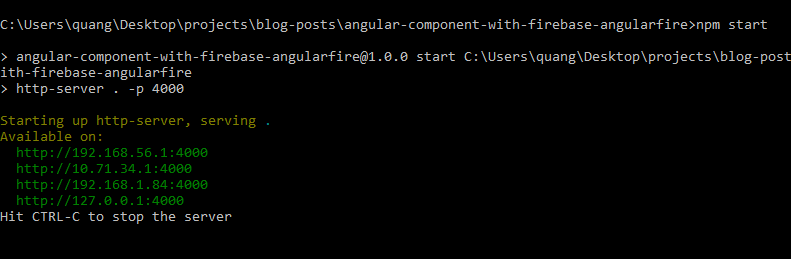 C:\Users\quang\Desktop\projects\blog-posts\angular-component-with-firebase-angularfire>npm start
> angular-component-with-firebase-angularfire@1.0.0 start C:\Users\quang\Desktop\projects\blog-post
ith-firebase-angularfire
> http-server . -p 4000
Starting up http-server, serving .
Available on:
http://192.168.56.1:4000
http://10.71.34.1:4000
http://192.168.1.84:4000
http://127.0.0.1:4000
Hit CTRL-C to stop the server